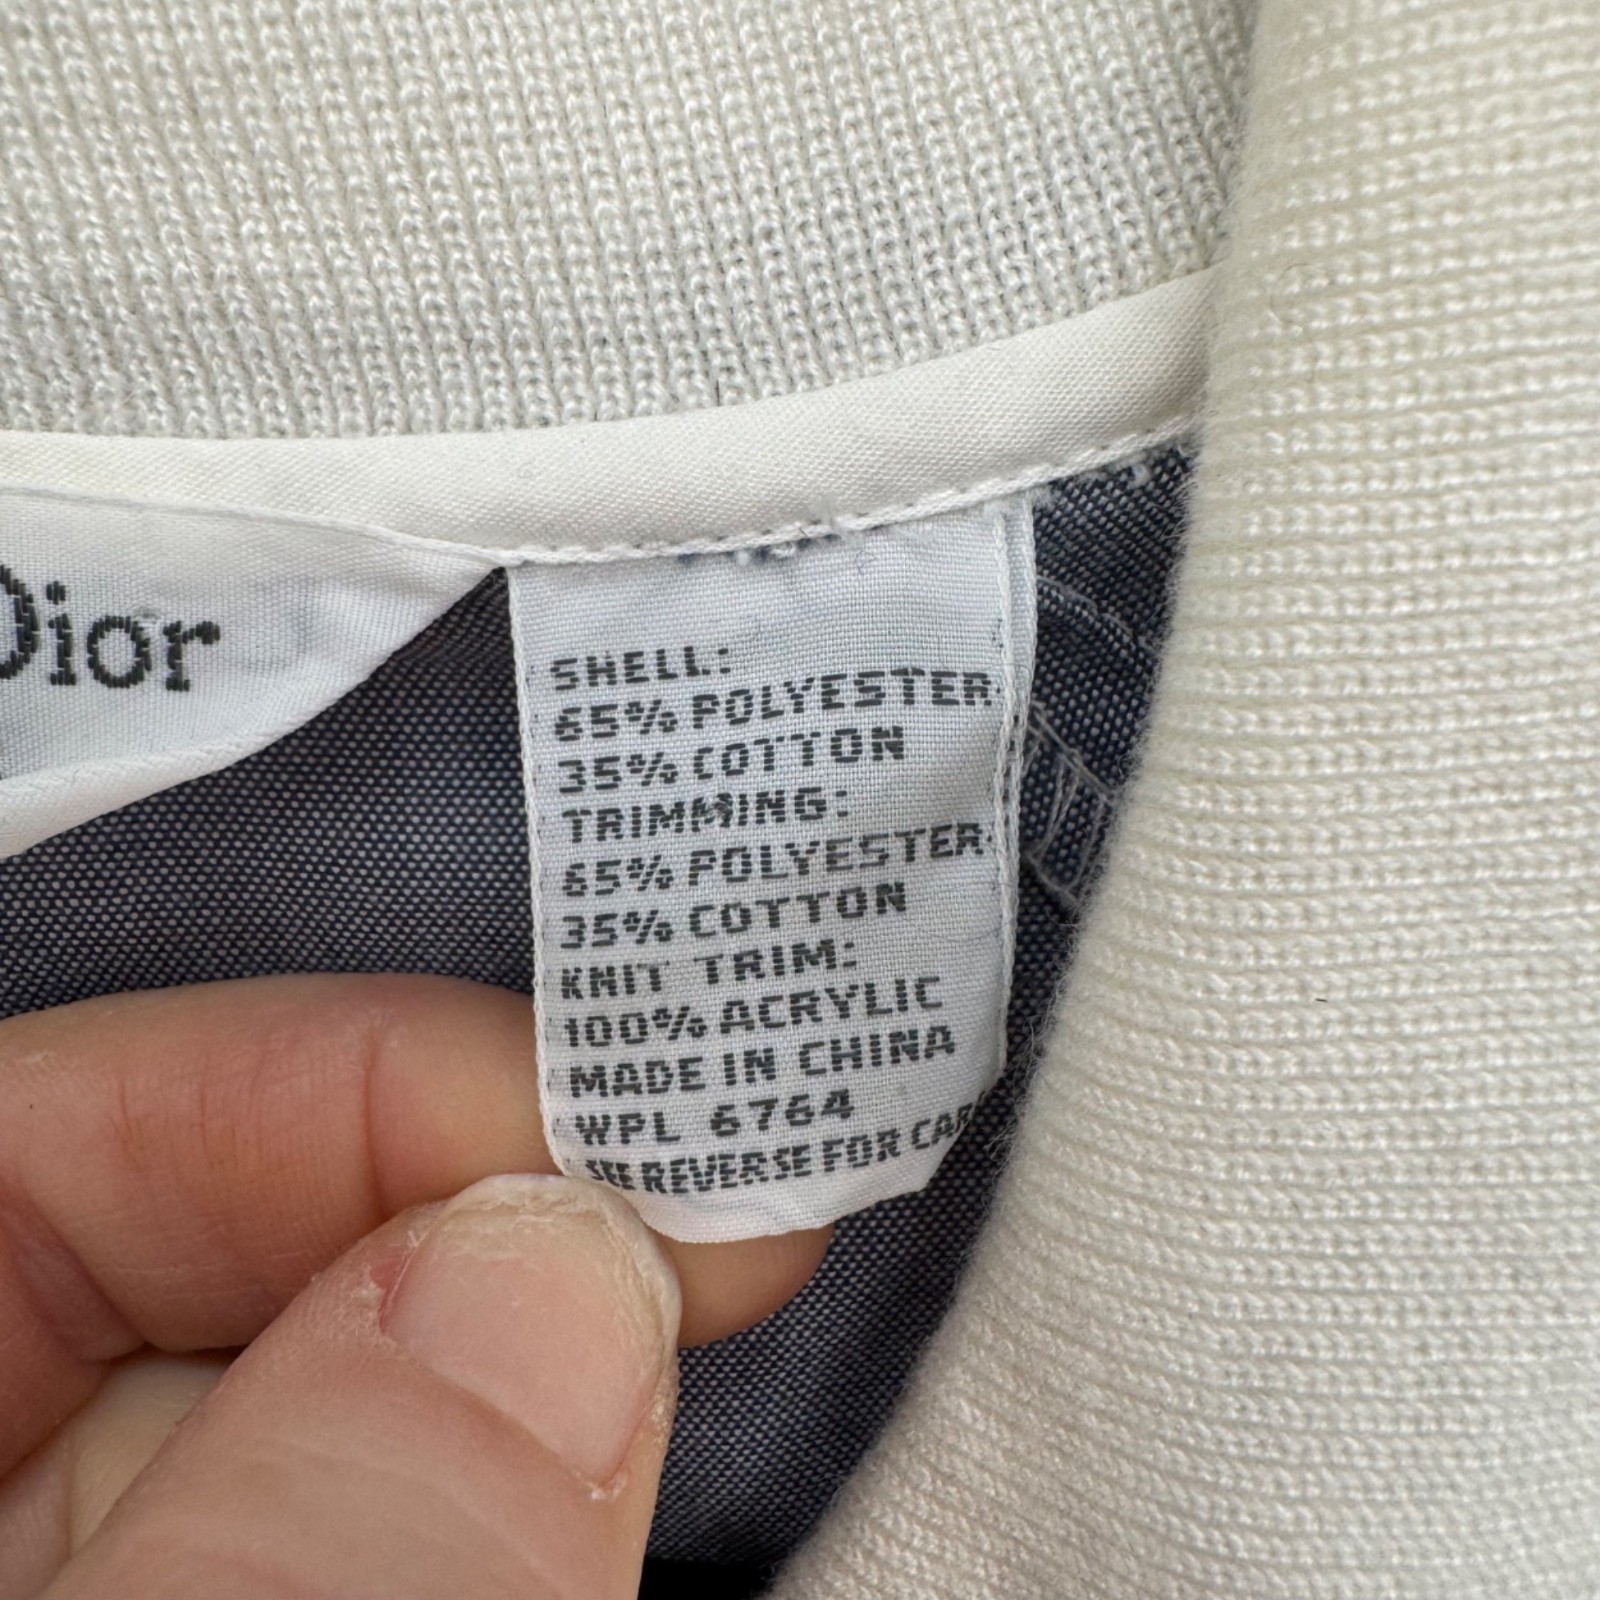 Dior
SHELL:
65% POLYESTER
35% COTTON
TRIMMING:
65% POLYESTER
35% COTTON
KNIT TRIM:
100% ACRYLIC
MADE IN CHINA
WPL 6764
SEE REVERSE FOR CAR